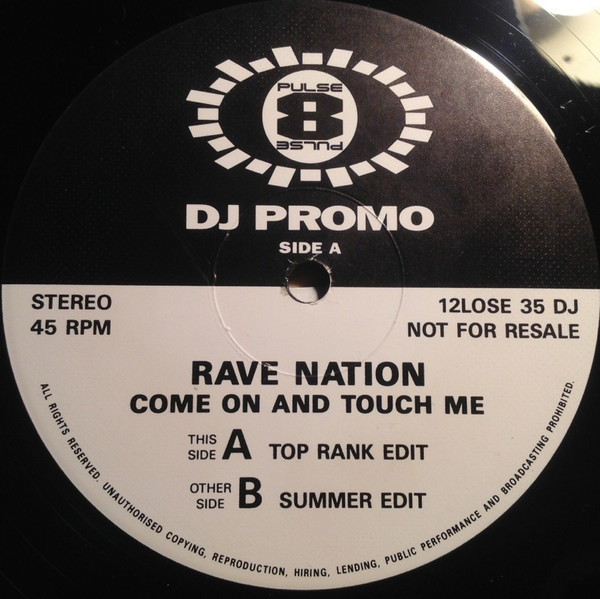 PULSE
8
PULSE
DJ PROMO
SIDE A
STEREO
45 RPM
12LOSE 35 DJ
NOT FOR RESALE
RAVE NATION
COME ON AND TOUCH ME
THIS SIDE A TOP RANK EDIT
OTHER SIDE B SUMMER EDIT
ALL RIGHTS RESERVED. UNAUTHORISED COPYING, REPRODUCTION, HIRING, LENDING, PUBLIC PERFORMANCE AND BROADCASTING PROHIBITED.